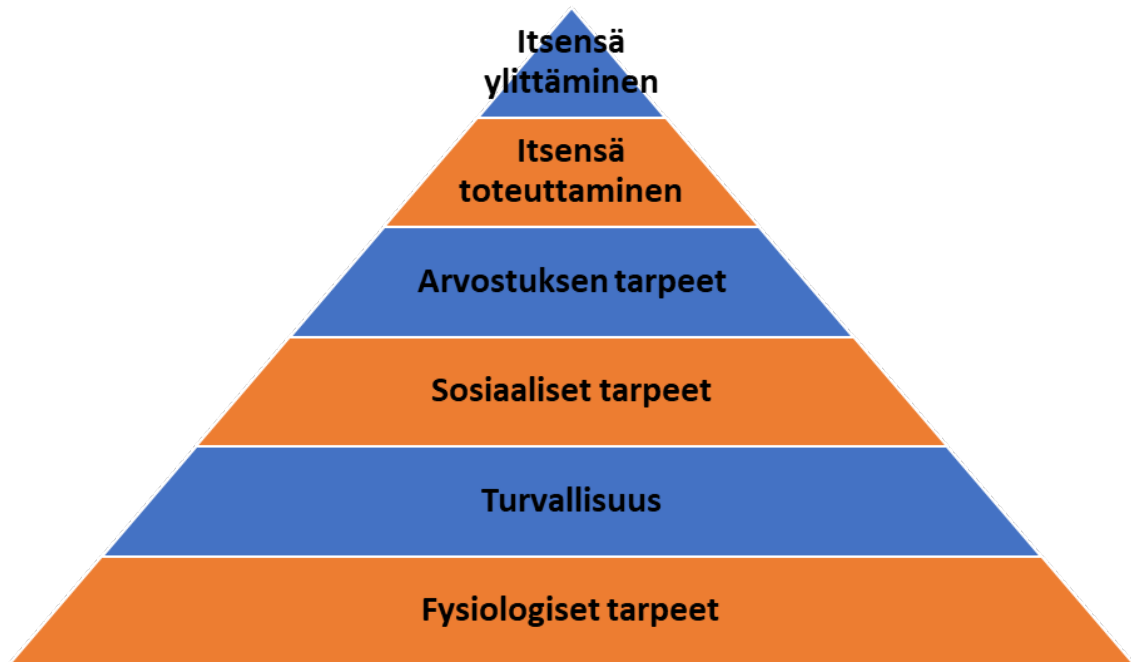 Itsensä
ylittäminen
Itsensä
toteuttaminen
Arvostuksen tarpeet
Sosiaaliset tarpeet
Turvallisuus
Fysiologiset tarpeet